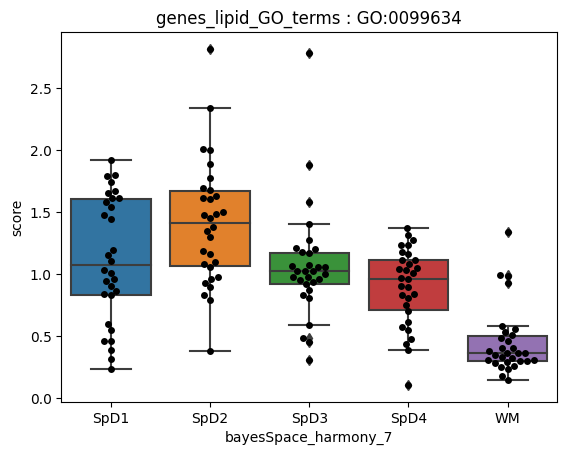 genes_lipid_GO_terms : GO:0099634
score
2.5
2.0
1.5
1.0
0.5
0.0
SpD1 SpD2 SpD3 SpD4 WM
bayesSpace_harmony_7